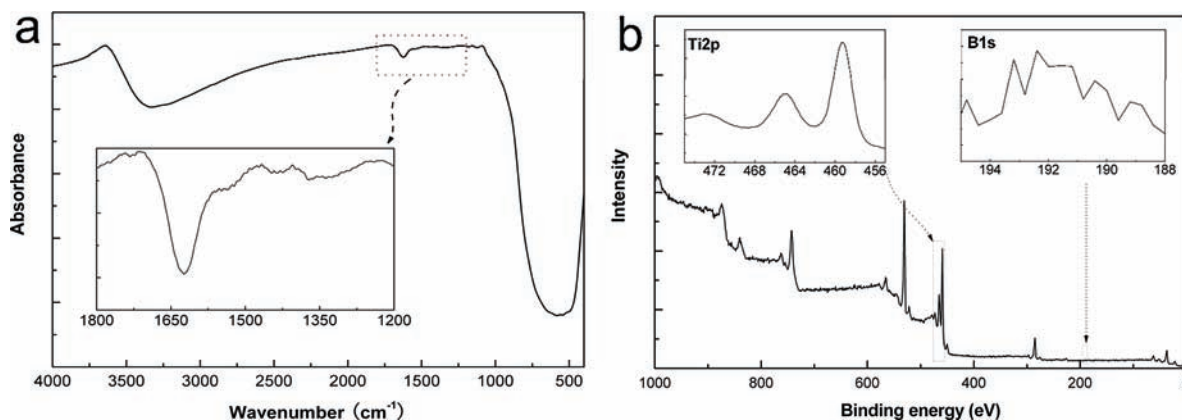 a
Absorbance
1800 1650 1500 1350 1200
4000 3500 3000 2500 2000 1500 1000 500
Wavenumber (cm-1)
b
Intensity
Ti2p
472 468 464 460 456
B1s
194 192 190 188
1000 800 600 400 200
Binding energy (eV)